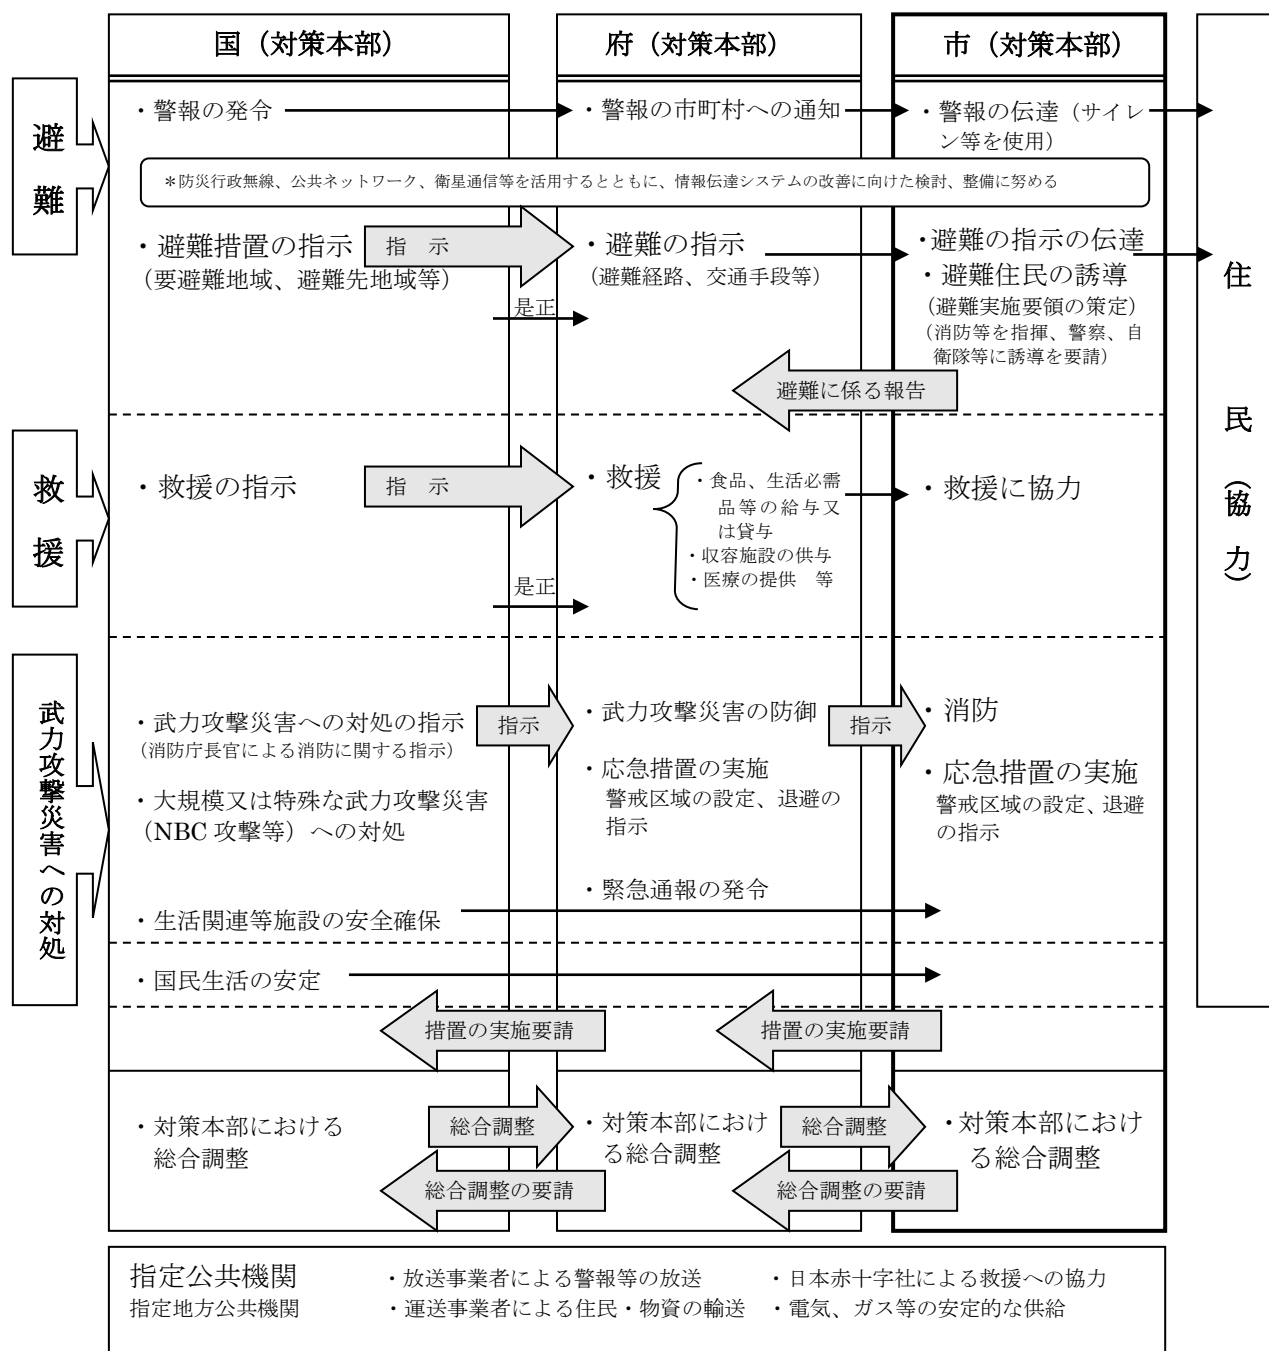 国（対策本部）
府（対策本部）
市（対策本部）
避難
・警報の発令
・警報の市町村への通知
・警報の伝達（サイレ
ン等を使用）
＊防災行政無線、公共ネットワーク、衛星通信等を活用するとともに、情報伝達システムの改善に向けた検討、整備に努める
・避難措置の指示
（要避難地域、避難先地域等）
指　示
・避難の指示
（避難経路、交通手段等）
・避難の指示の伝達
・避難住民の誘導
（避難実施要領の策定）
（消防等を指揮、警察、自
衛隊等に誘導を要請）
是正
避難に係る報告
住民（協力）
救援
・救援の指示
指　示
・救援
・食品、生活必需
品等の給与又
は貸与
・収容施設の供与
・医療の提供　等
・救援に協力
是正
武力攻撃災害への対処
・武力攻撃災害への対処の指示
（消防庁長官による消防に関する指示）
指示
・武力攻撃災害の防御
指示
・消防
・大規模又は特殊な武力攻撃災害
（NBC 攻撃等）への対処
・応急措置の実施
警戒区域の設定、退避の
指示
・応急措置の実施
警戒区域の設定、退避
の指示
・緊急通報の発令
・生活関連等施設の安全確保
・国民生活の安定
措置の実施要請
措置の実施要請
・対策本部における
総合調整
総合調整
・対策本部におけ
る総合調整
総合調整
・対策本部におけ
る総合調整
総合調整の要請
総合調整の要請
指定公共機関
指定地方公共機関
・放送事業者による警報等の放送
・日本赤十字社による救援への協力
・運送事業者による住民・物資の輸送
・電気、ガス等の安定的な供給